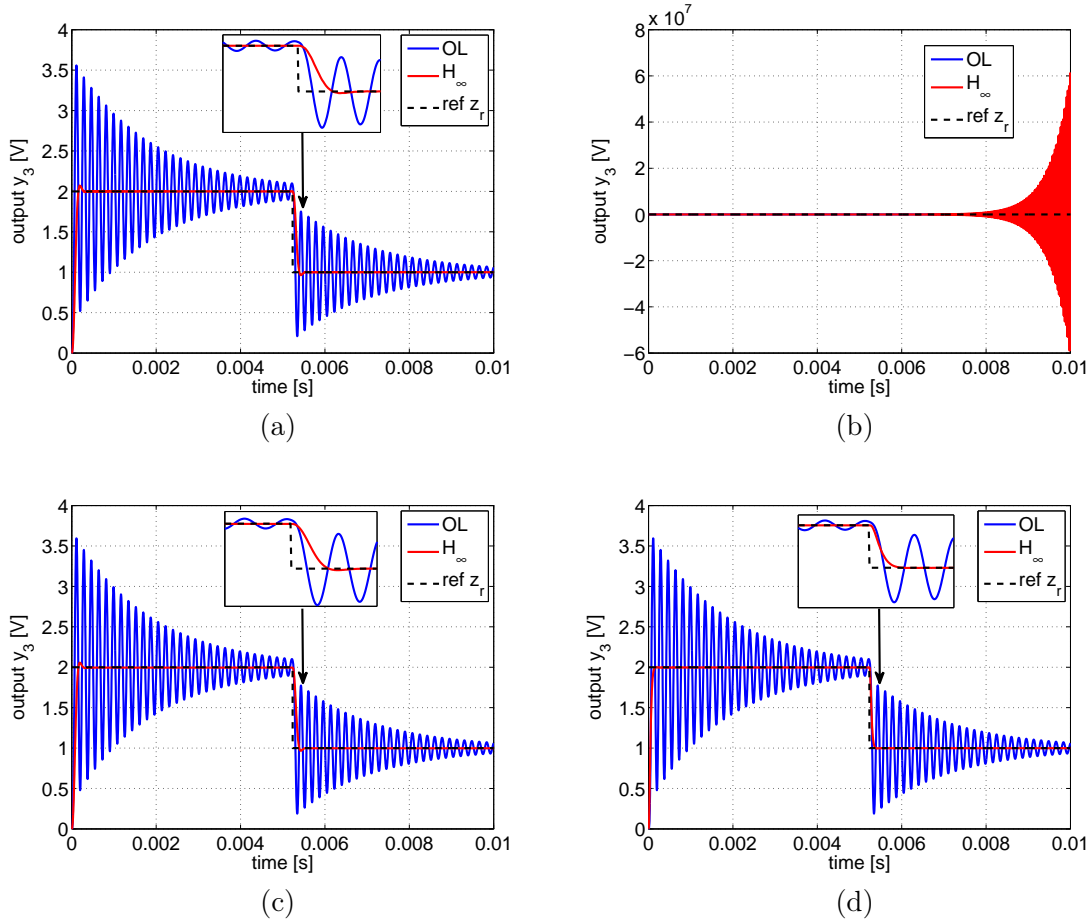 4
3.5
3
2.5
2
1.5
1
0.5
0
output y3 [V]
0 0.002 0.004 0.006 0.008 0.01
time [s]
OL
H∞
ref zr
(a)
x 10^7
8
6
4
2
0
−2
−4
−6
output y3 [V]
0 0.002 0.004 0.006 0.008 0.01
time [s]
OL
H∞
ref zr
(b)
4
3.5
3
2.5
2
1.5
1
0.5
0
output y3 [V]
0 0.002 0.004 0.006 0.008 0.01
time [s]
OL
H∞
ref zr
(c)
4
3.5
3
2.5
2
1.5
1
0.5
0
output y3 [V]
0 0.002 0.004 0.006 0.008 0.01
time [s]
OL
H∞
ref zr
(d)